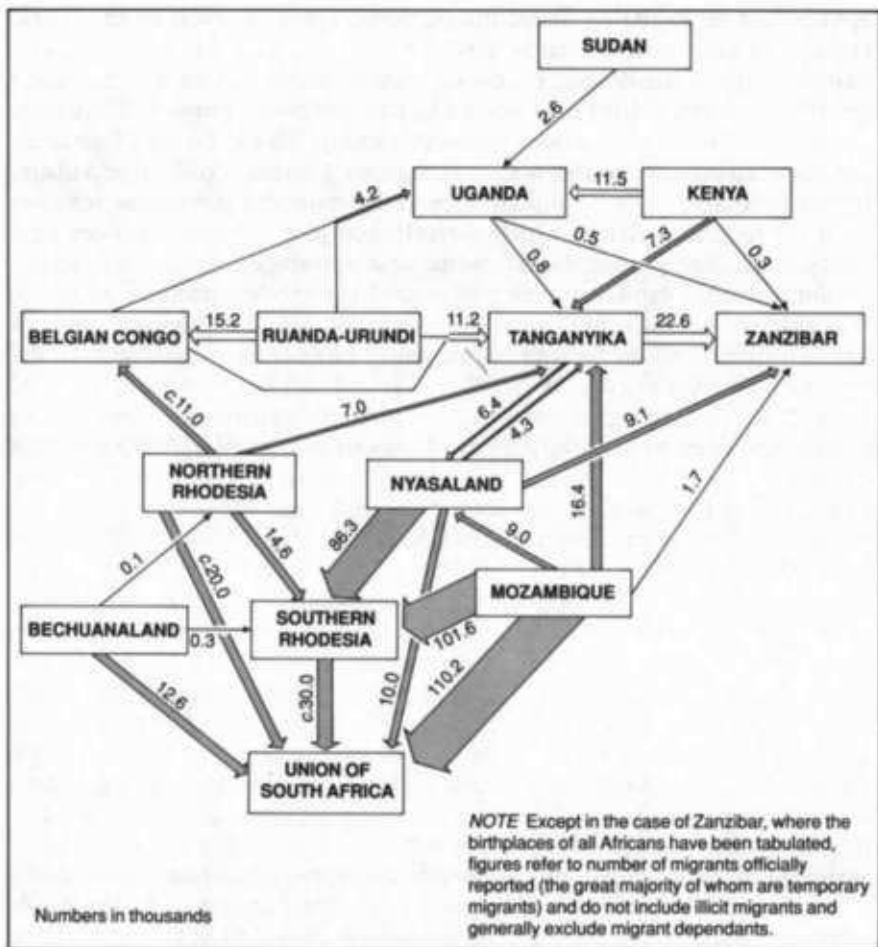 SUDAN
2.6
UGANDA
11.5
KENYA
4.2
0.8
0.5
7.3
0.3
BELGIAN CONGO
15.2
RUANDA-URUNDI
11.2
TANGANYIKA
22.6
ZANZIBAR
c.11.0
7.0
6.4
4.3
9.1
NORTHERN
RHODESIA
NYASALAND
16.4
1.7
0.1
c.20.0
14.6
86.3
9.0
MOZAMBIQUE
BECHUANALAND
0.3
SOUTHERN
RHODESIA
101.6
12.6
c.30.0
10.0
110.2
UNION OF
SOUTH AFRICA
NOTE Except in the case of Zanzibar, where the
birthplaces of all Africans have been tabulated,
figures refer to number of migrants officially
reported (the great majority of whom are temporary
migrants) and do not include illicit migrants and
generally exclude migrant dependants.
Numbers in thousands